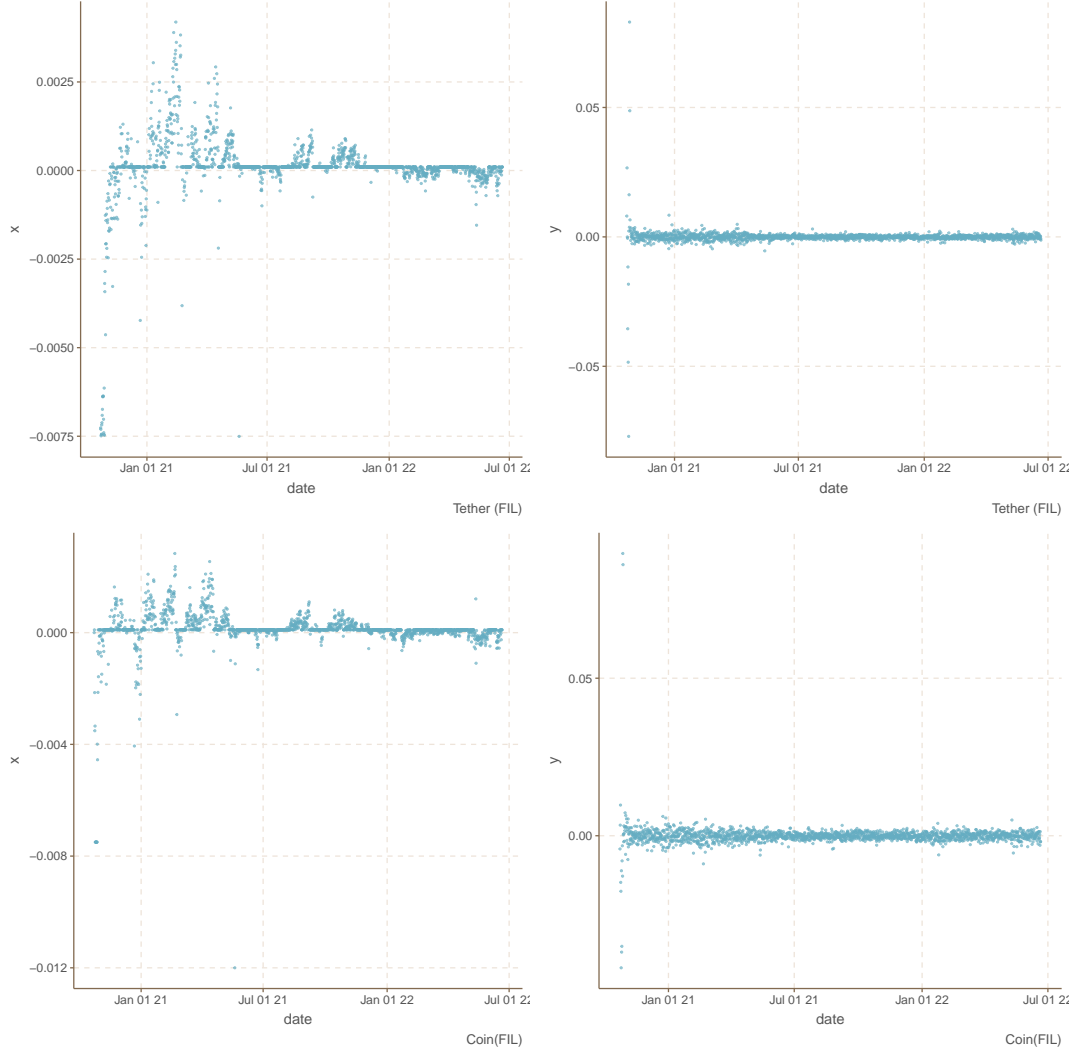 0.0025
0.0000
−0.0025
−0.0050
−0.0075
x
Jan 01 21
Jul 01 21
Jan 01 22
Jul 01 22
date
Tether (FIL)
0.05
0.00
−0.05
y
Jan 01 21
Jul 01 21
Jan 01 22
Jul 01 22
date
Tether (FIL)
0.000
−0.004
−0.008
−0.012
x
Jan 01 21
Jul 01 21
Jan 01 22
Jul 01 22
date
Coin(FIL)
0.05
0.00
y
Jan 01 21
Jul 01 21
Jan 01 22
Jul 01 22
date
Coin(FIL)